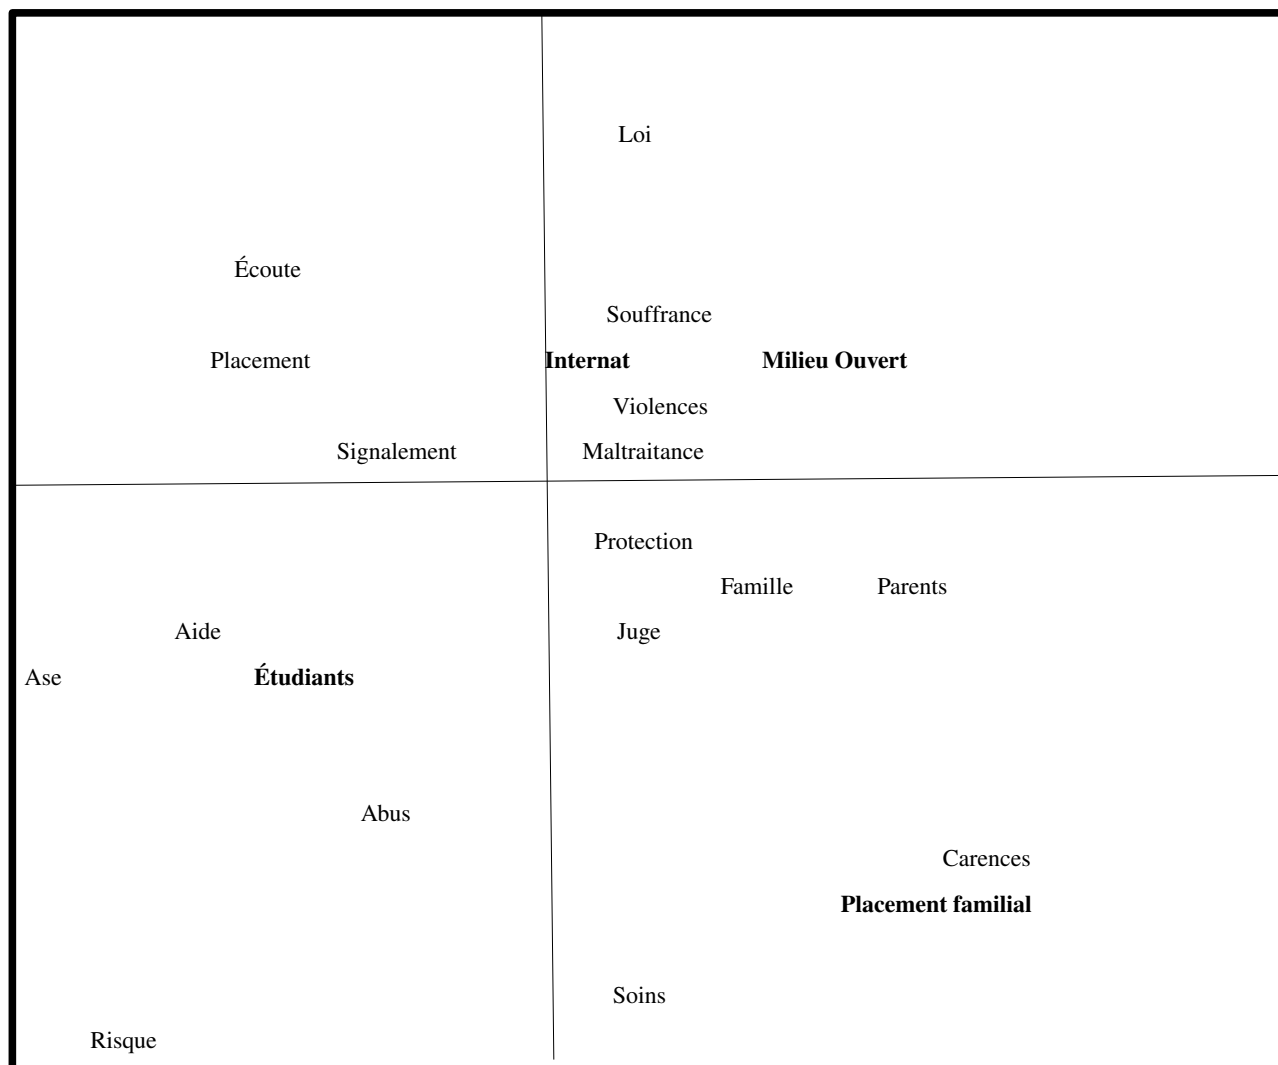 Loi
Écoute
Souffrance
Placement Internat Milieu Ouvert
Violences
Signalement Maltraitance
Protection
Famille Parents
Aide Juge
Ase Étudiants
Abus
Carences
Placement familial
Soins
Risque